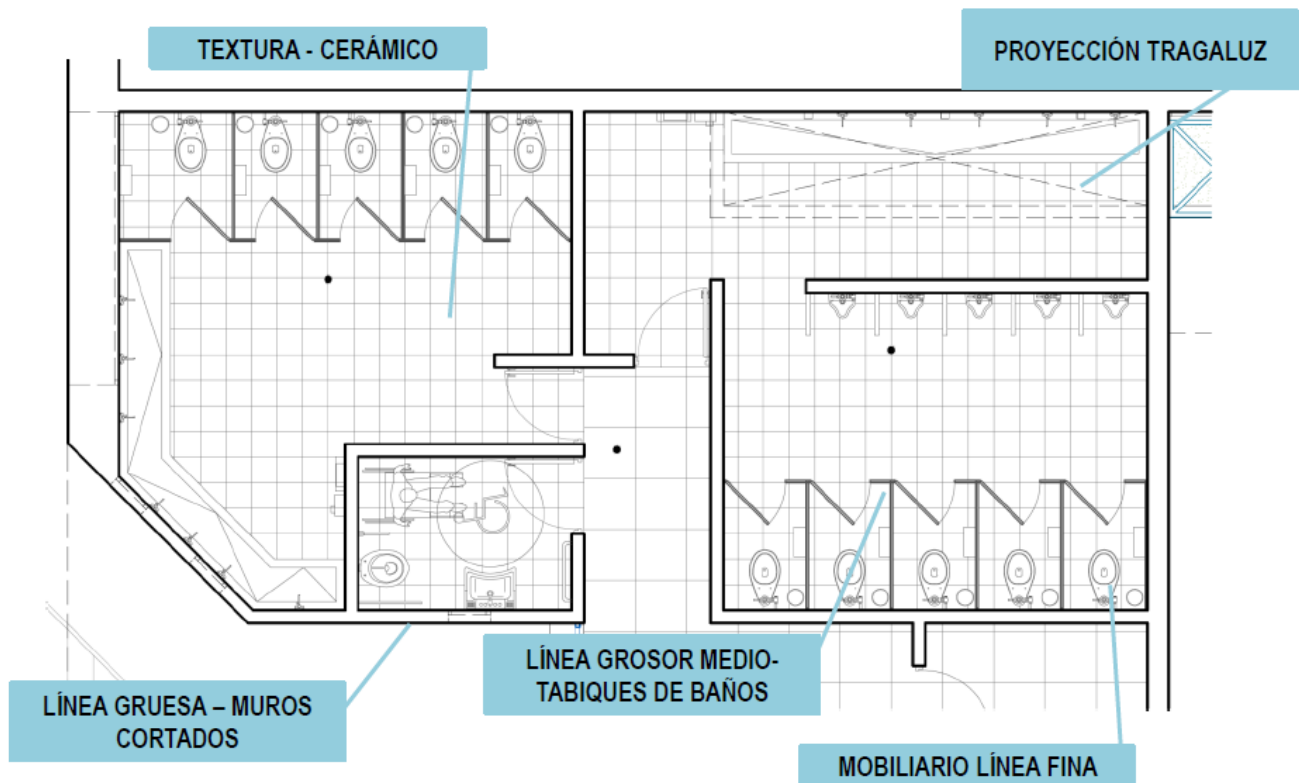 TEXTURA - CERÁMICO
PROYECCIÓN TRAGALUZ
LÍNEA GROSOR MEDIO-
TABIQUES DE BAÑOS
LÍNEA GRUESA – MUROS
CORTADOS
MOBILIARIO LÍNEA FINA